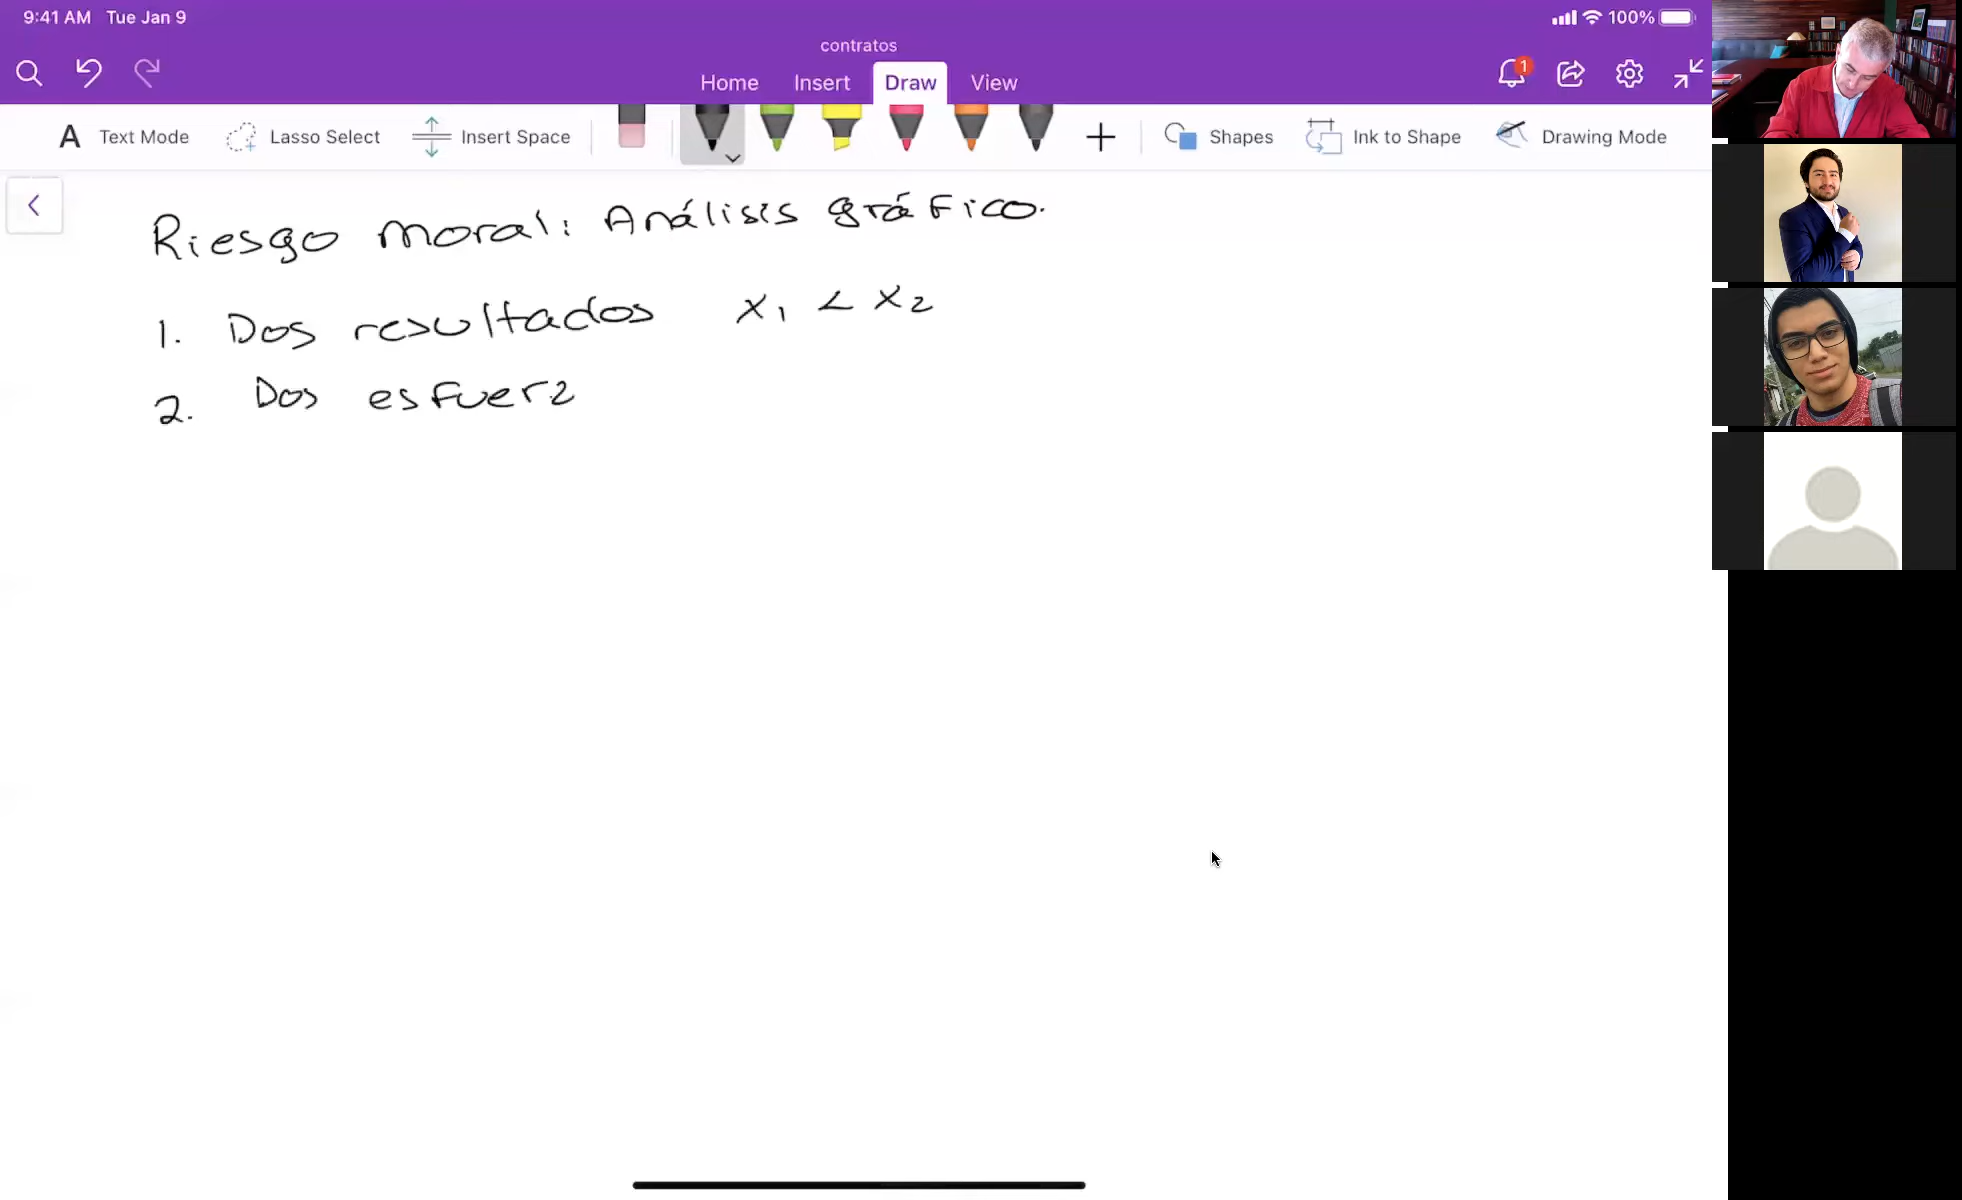 9:41 AM Tue Jan 9
100%
contratos
Home Insert Draw View
1
A Text Mode Lasso Select Insert Space Shapes Ink to Shape Drawing Mode
Riesgo moral: Análisis gráfico.
1. Dos resultados x₁ < x₂
2. Dos esfuerz